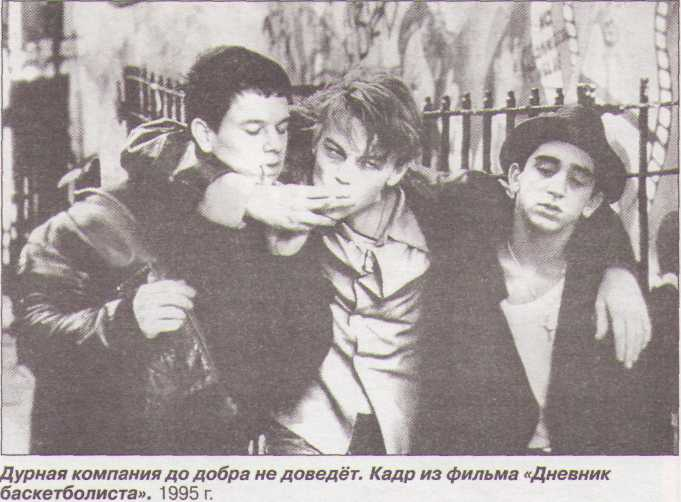 Дурная компания до добра не доведёт. Кадр из фильма «Дневник
баскетболиста». 1995 г.